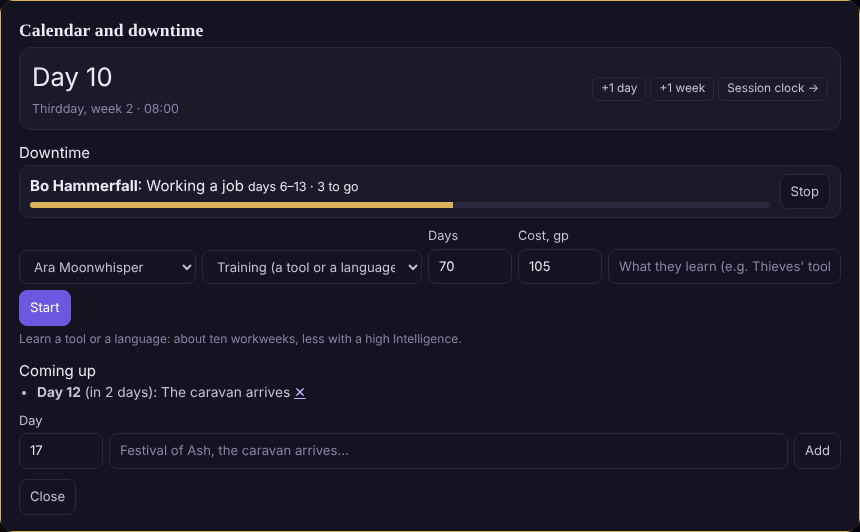 Calendar and downtime
Day 10
Thirdday, week 2 · 08:00
+1 day
+1 week
Session clock →
Downtime
Bo Hammerfall: Working a job days 6–13 · 3 to go
Stop
Days
Cost, gp
Ara Moonwhisper
Training (a tool or a language
70
105
What they learn (e.g. Thieves' tool
Start
Learn a tool or a language: about ten workweeks, less with a high Intelligence.
Coming up
• Day 12 (in 2 days): The caravan arrives ✕
Day
17
Festival of Ash, the caravan arrives...
Add
Close